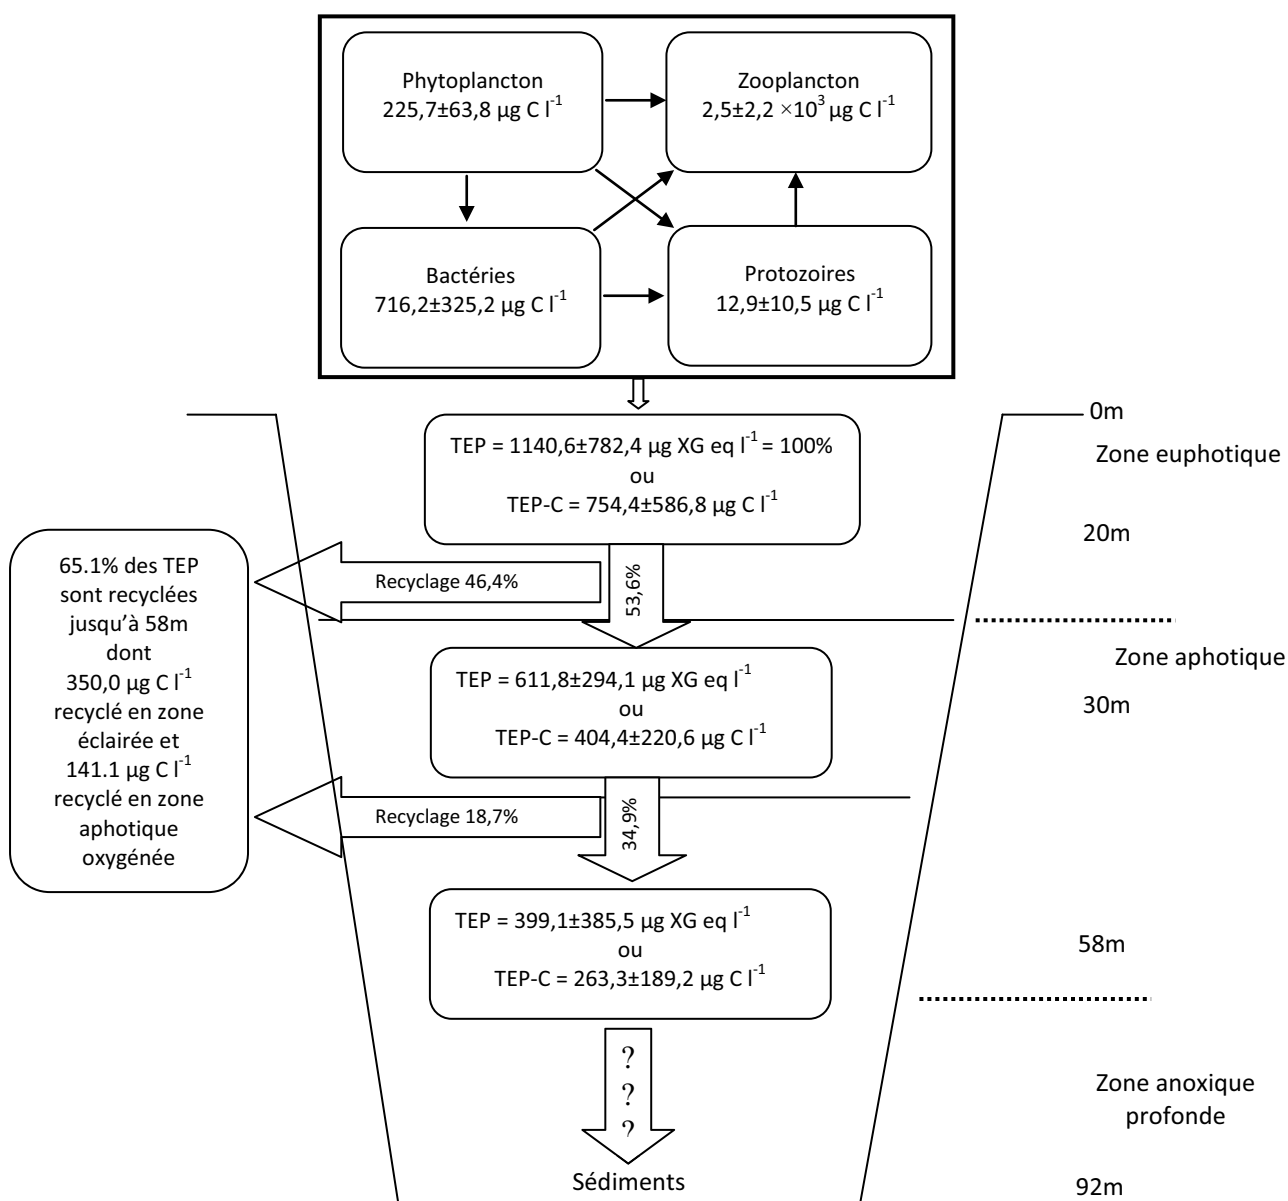 Phytoplancton
225,7±63,8 µg C l⁻¹
Zooplancton
2,5±2,2 ×10³ µg C l⁻¹
Bactéries
716,2±325,2 µg C l⁻¹
Protozoires
12,9±10,5 µg C l⁻¹
0m
TEP = 1140,6±782,4 µg XG eq l⁻¹ = 100%
ou
TEP-C = 754,4±586,8 µg C l⁻¹
Zone euphotique
20m
65.1% des TEP
sont recyclées
jusqu’à 58m
dont
350,0 µg C l⁻¹
recyclé en zone
éclairée et
141.1 µg C l⁻¹
recyclé en zone
aphotique
oxygénée
Recyclage 46,4%
53,6%
Zone aphotique
TEP = 611,8±294,1 µg XG eq l⁻¹
ou
TEP-C = 404,4±220,6 µg C l⁻¹
30m
Recyclage 18,7%
34,9%
TEP = 399,1±385,5 µg XG eq l⁻¹
ou
TEP-C = 263,3±189,2 µg C l⁻¹
58m
?
?
?
Zone anoxique
profonde
Sédiments
92m